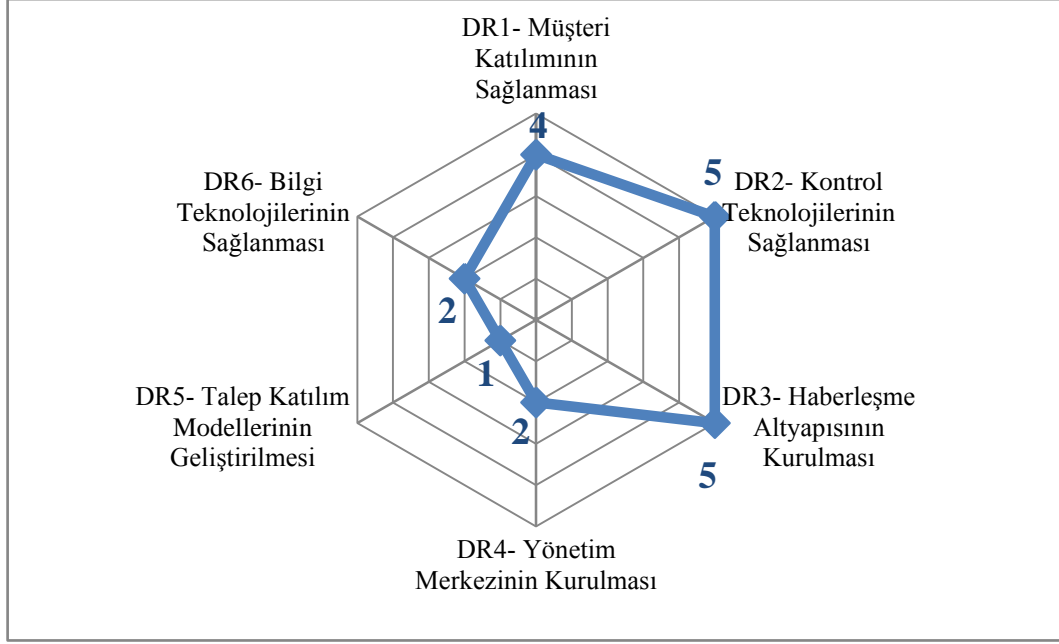 DR1- Müşteri
Katılımının
Sağlanması
4
5
DR2- Kontrol
Teknolojilerinin
Sağlanması
DR6- Bilgi
Teknolojilerinin
Sağlanması
2
1
2
DR3- Haberleşme
Altyapısının
Kurulması
5
DR5- Talep Katılım
Modellerinin
Geliştirilmesi
DR4- Yönetim
Merkezinin Kurulması